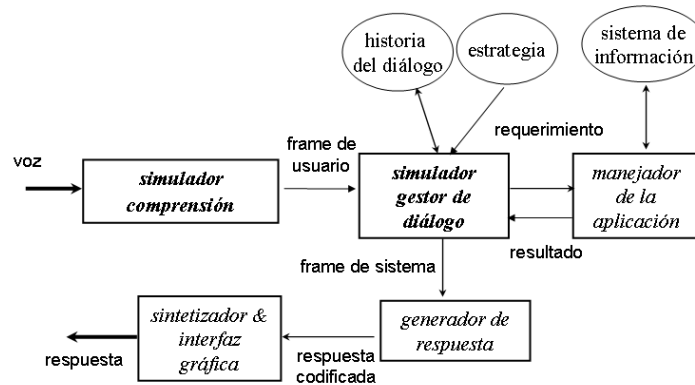 historia
del diálogo
estrategia
sistema de
información
requerimiento
voz
simulador
comprensión
frame de
usuario
simulador
gestor de
diálogo
manejador
de la
aplicación
resultado
frame de sistema
sintetizador &
interfaz
gráfica
generador de
respuesta
respuesta
respuesta
codificada